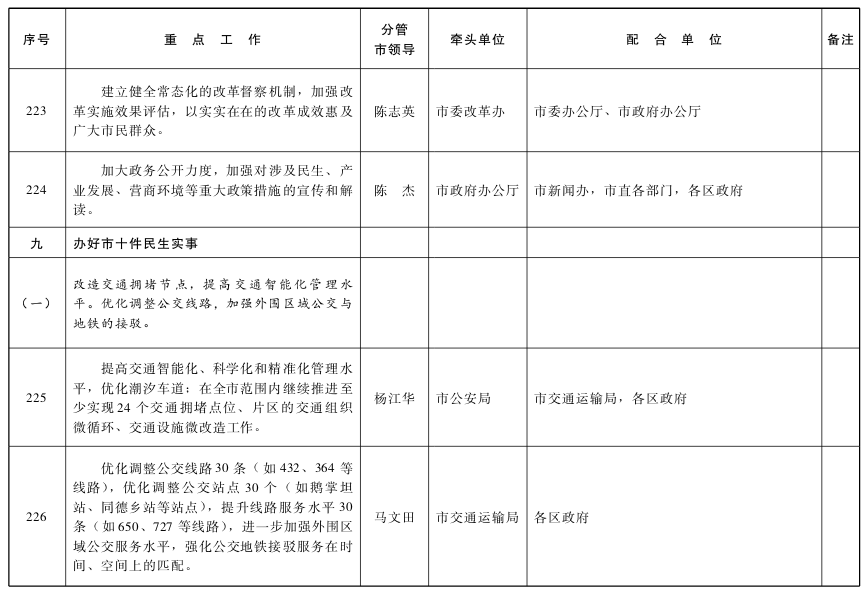 序号 重点工作 分管市领导 牵头单位 配合单位 备注
223 建立健全常态化的改革督察机制，加强改 陈志英 市委改革办 市委办公厅、市政府办公厅
革实施效果评估，以实实在在的改革成效惠及
广大市民群众。
224 加大政务公开力度，加强对涉及民生、产 陈 杰 市政府办公厅 市新闻办，市直各部门，各区政府
业发展、营商环境等重大政策措施的宣传和解
读。
九 办好市十件民生实事
（一） 改造交通拥堵节点，提高交通智能化管理水
平。优化调整公交线路，加强外围区域公交与
地铁的接驳。
225 提高交通智能化、科学化和精准化管理水 杨江华 市公安局 市交通运输局，各区政府
平，优化潮汐车道；在全市范围内继续推进至
少实现24 个交通拥堵点位、片区的交通组织
微循环、交通设施微改造工作。
226 优化调整公交线路30 条（如432、364 等 马文田 市交通运输局 各区政府
线路），优化调整公交站点 30 个（如鹅掌坦
站、同德乡站等站点），提升线路服务水平 30
条（如650、727 等线路），进一步加强外围区
域公交服务水平，强化公交地铁接驳服务在时
间、空间上的匹配。